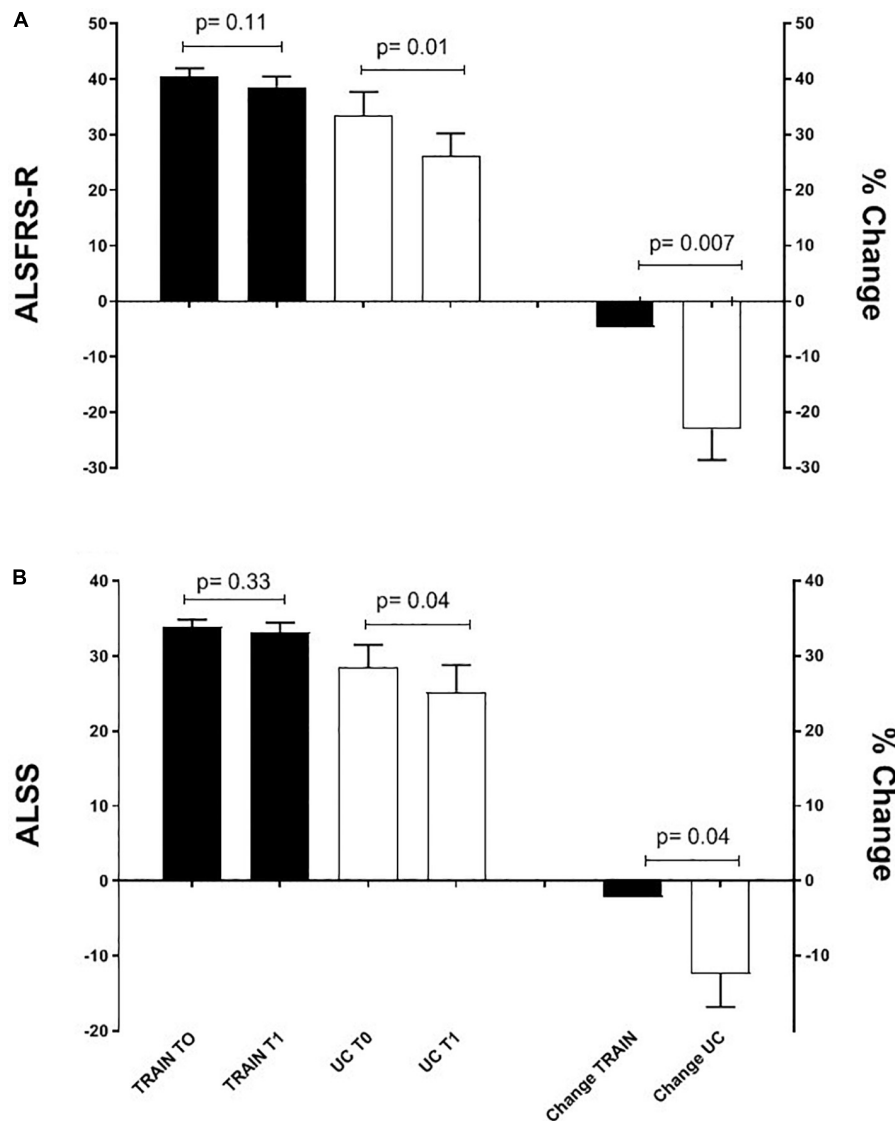 A
p= 0.11
p= 0.01
p= 0.007
ALSFRS-R
50
40
30
20
10
0
-10
-20
-30
50
40
30
20
10
0
-10
-20
-30
% Change
B
p= 0.33
p= 0.04
p= 0.04
ALSS
40
30
20
10
0
-10
-20
40
30
20
10
0
-10
% Change
TRAIN TO
TRAIN T1
UC T0
UC T1
Change TRAIN
Change UC